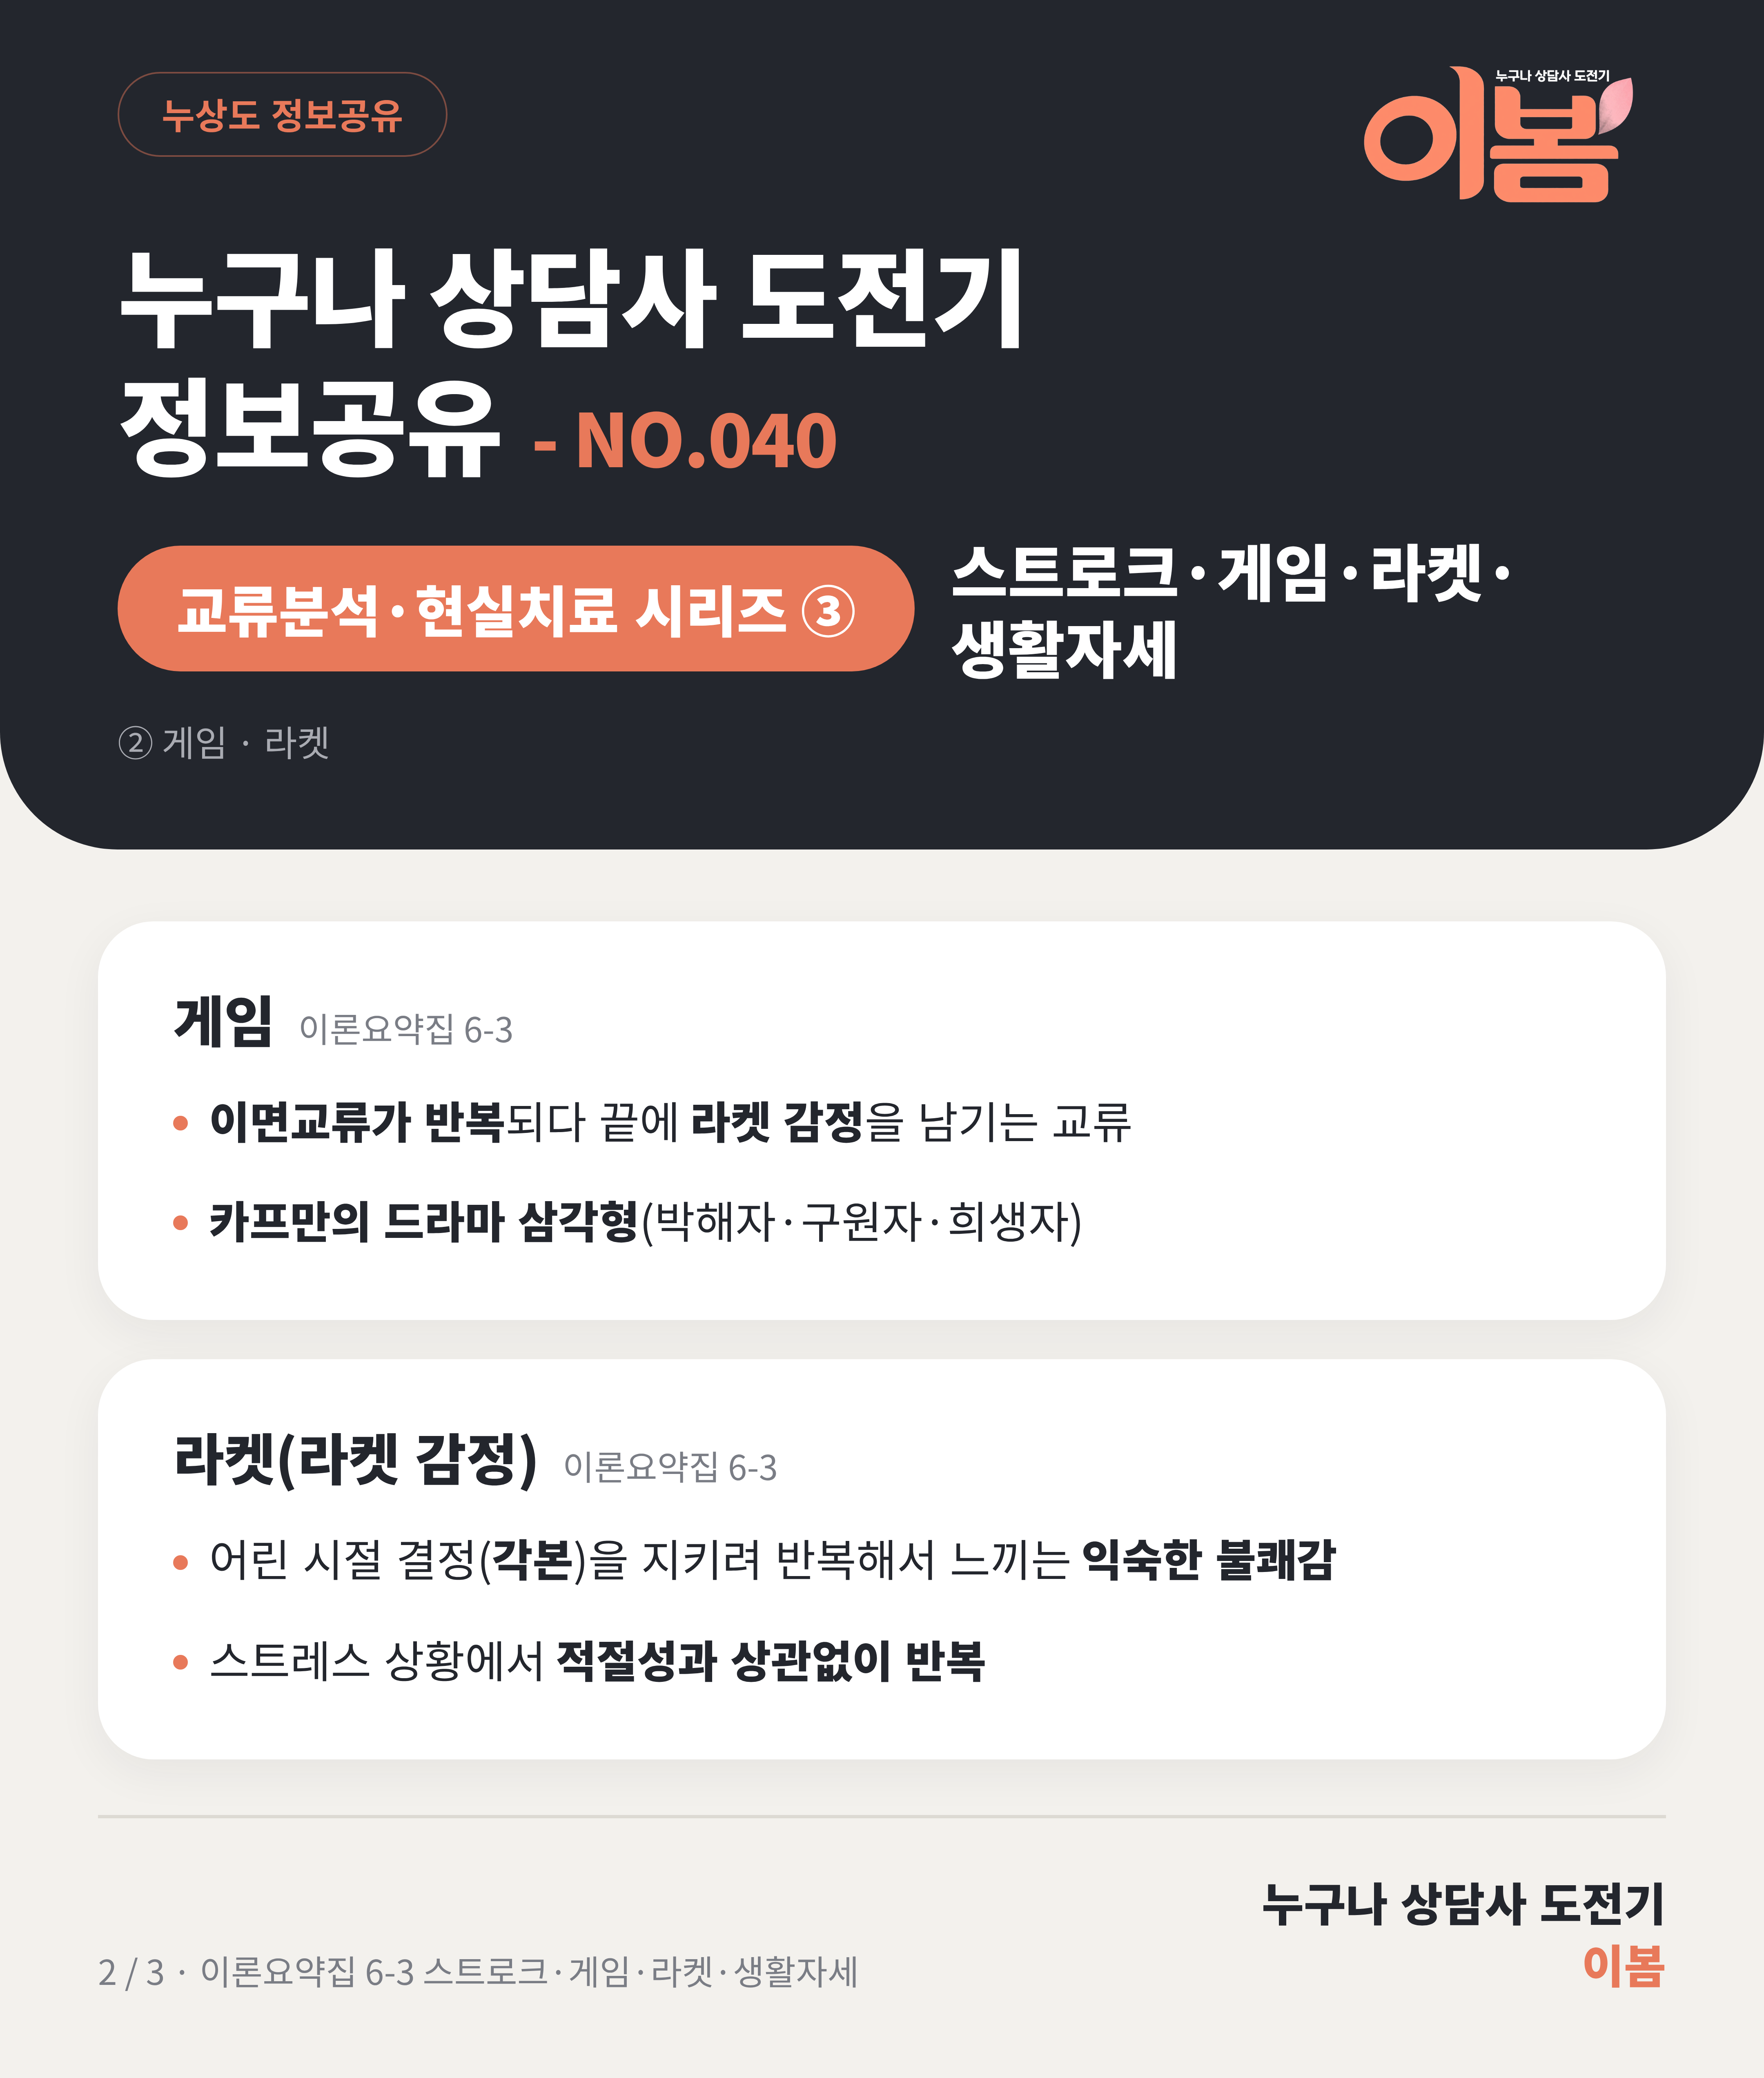 누상도 정보공유
누구나 상담사 도전기
이봄
누구나 상담사 도전기
정보공유 - NO.040
교류분석·현실치료 시리즈 ③
스트로크·게임·라켓·
생활자세
② 게임 · 라켓
게임 이론요약집 6-3
• 이면교류가 반복되다 끝에 라켓 감정을 남기는 교류
• 카프만의 드라마 삼각형(박해자·구원자·희생자)
라켓(라켓 감정) 이론요약집 6-3
• 어린 시절 결정(각본)을 지키려 반복해서 느끼는 익숙한 불쾌감
• 스트레스 상황에서 적절성과 상관없이 반복
2 / 3 · 이론요약집 6-3 스트로크·게임·라켓·생활자세
누구나 상담사 도전기
이봄